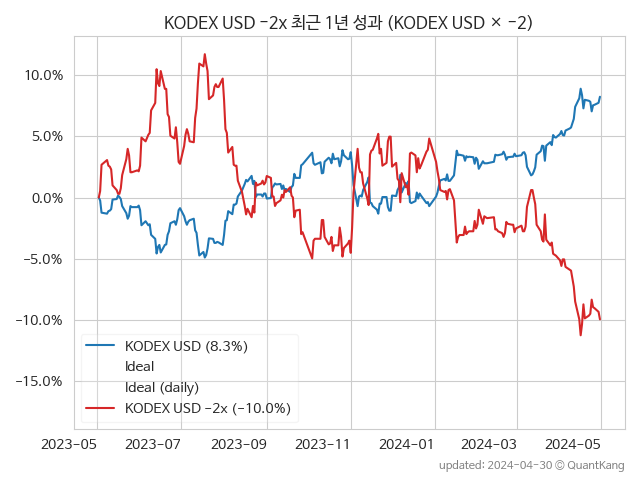 KODEX USD −2x 최근 1년 성과 (KODEX USD × −2)
10.0%
5.0%
0.0%
−5.0%
−10.0%
−15.0%
KODEX USD (8.3%)
Ideal
Ideal (daily)
KODEX USD −2x (−10.0%)
2023-05
2023-07
2023-09
2023-11
2024-01
2024-03
2024-05
updated: 2024-04-30 © QuantKang